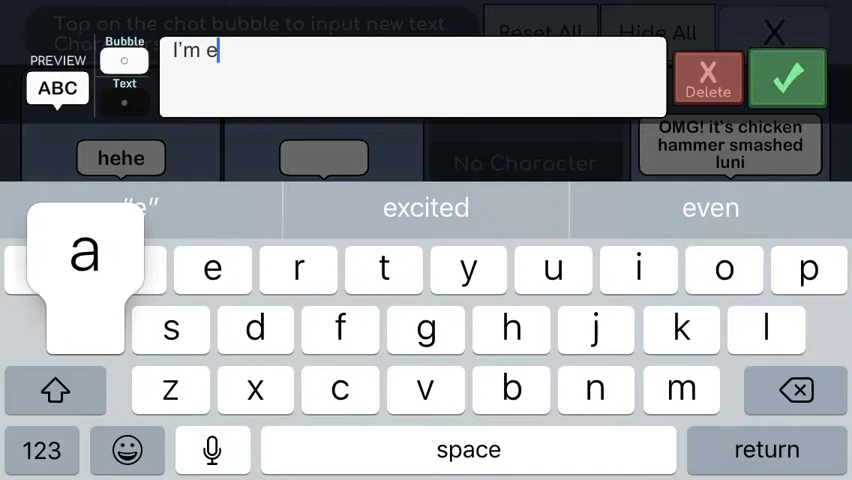 Tap on the chat bubble to input new text.
Reset All
Hide All
X
Bubble
PREVIEW
ABC
Text
I'm e
X
Delete
hehe
No Character
OMG! it's chicken
hammer smashed
luni
"e"
excited
even
a
e r t y u i o p
s d f g h j k l
z x c v b n m
123
space
return